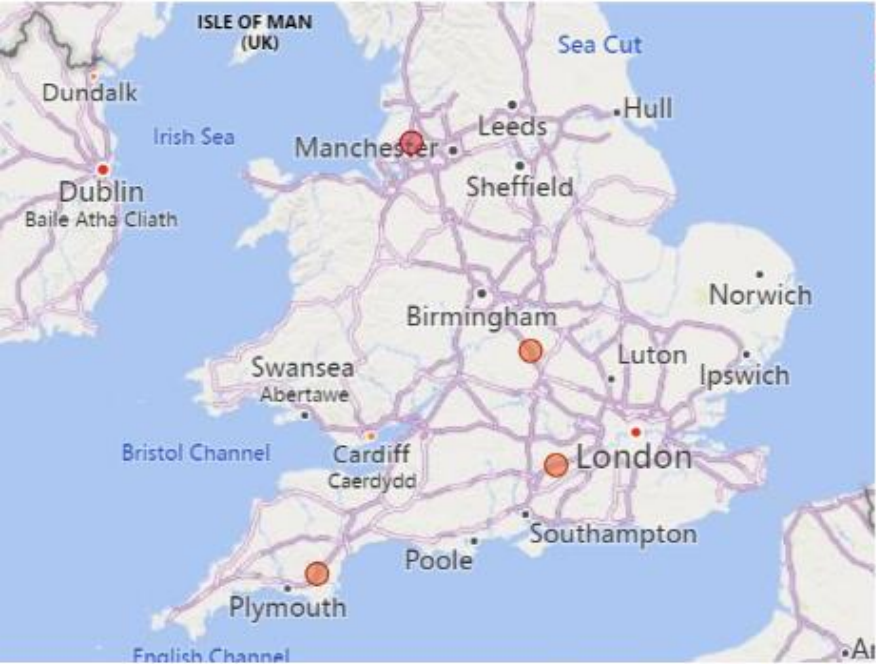 ISLE OF MAN
(UK)
Sea Cut
Dundalk
Hull
Leeds
Irish Sea
Manchester
Sheffield
Dublin
Baile Atha Cliath
Norwich
Birmingham
Luton
Swansea
Abertawe
Ipswich
Bristol Channel
Cardiff
Caerdydd
London
Southampton
Poole
Plymouth
English Channel